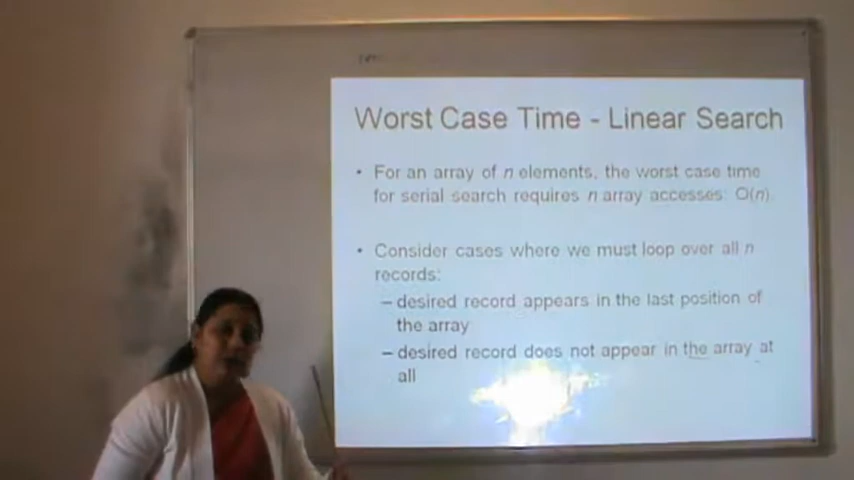 Worst Case Time - Linear Search
• For an array of n elements, the worst case time
for serial search requires n array accesses: O(n).
• Consider cases where we must loop over all n
records:
– desired record appears in the last position of
the array
– desired record does not appear in the array at
all